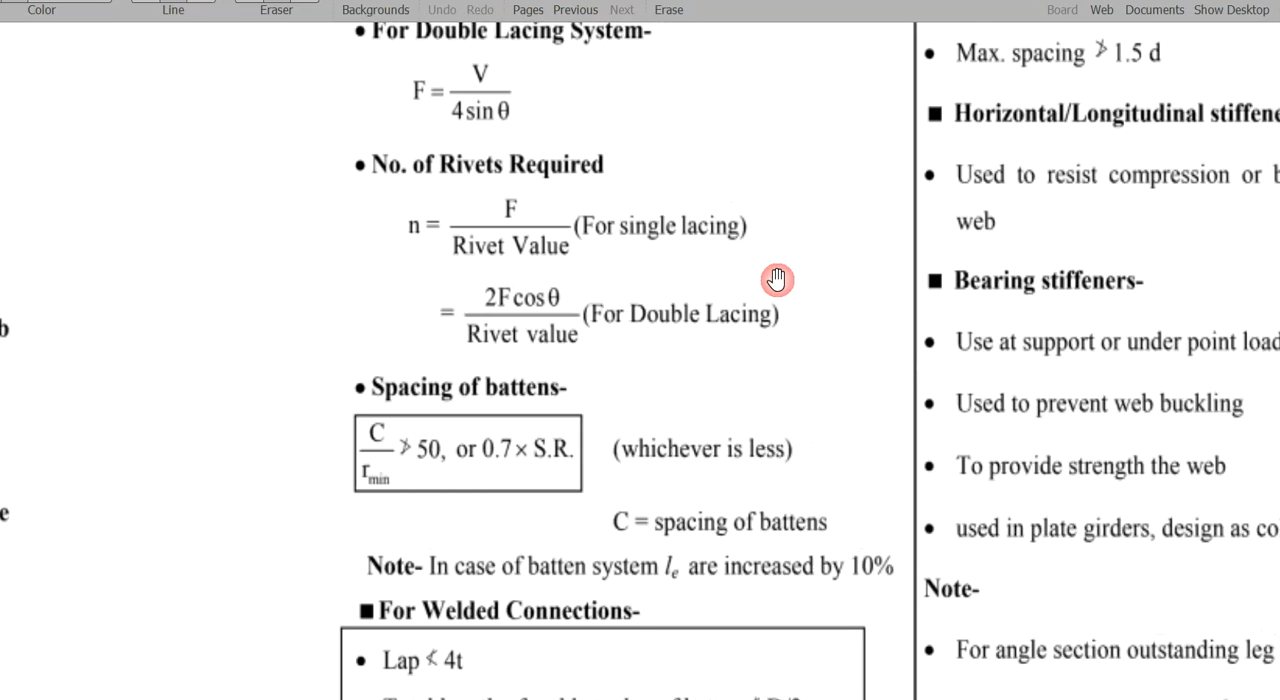 Color Line Eraser Backgrounds Undo Redo Pages Previous Next Erase Board Web Documents Show Desktop
• For Double Lacing System-
F = V / 4 sin θ
• No. of Rivets Required
n = F / Rivet Value (For single lacing)
= 2F cos θ / Rivet value (For Double Lacing)
• Spacing of battens-
C / r min ≯ 50, or 0.7 × S.R. (whichever is less)
C = spacing of battens
Note- In case of batten system le are increased by 10%
■ For Welded Connections-
• Lap ≮ 4t
• Max. spacing ≯ 1.5 d
■ Horizontal/Longitudinal stiffene
• Used to resist compression or b
web
■ Bearing stiffeners-
• Use at support or under point load
• Used to prevent web buckling
• To provide strength the web
• used in plate girders, design as co
Note-
• For angle section outstanding leg